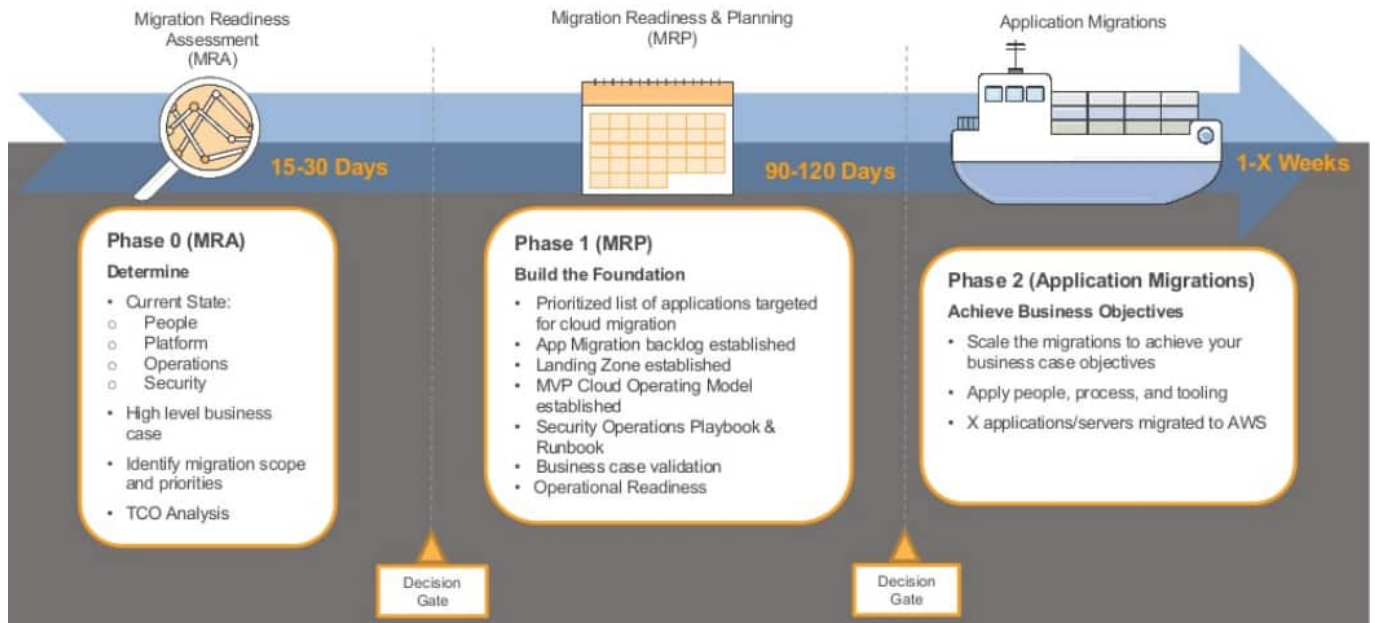 Migration Readiness
Assessment
(MRA)
Migration Readiness & Planning
(MRP)
Application Migrations
15-30 Days
90-120 Days
1-X Weeks
Phase 0 (MRA)
Determine
• Current State:
o People
o Platform
o Operations
o Security
• High level business
case
• Identify migration scope
and priorities
• TCO Analysis
Phase 1 (MRP)
Build the Foundation
• Prioritized list of applications targeted
for cloud migration
• App Migration backlog established
• Landing Zone established
• MVP Cloud Operating Model
established
• Security Operations Playbook &
Runbook
• Business case validation
• Operational Readiness
Phase 2 (Application Migrations)
Achieve Business Objectives
• Scale the migrations to achieve your
business case objectives
• Apply people, process, and tooling
• X applications/servers migrated to AWS
Decision
Gate
Decision
Gate